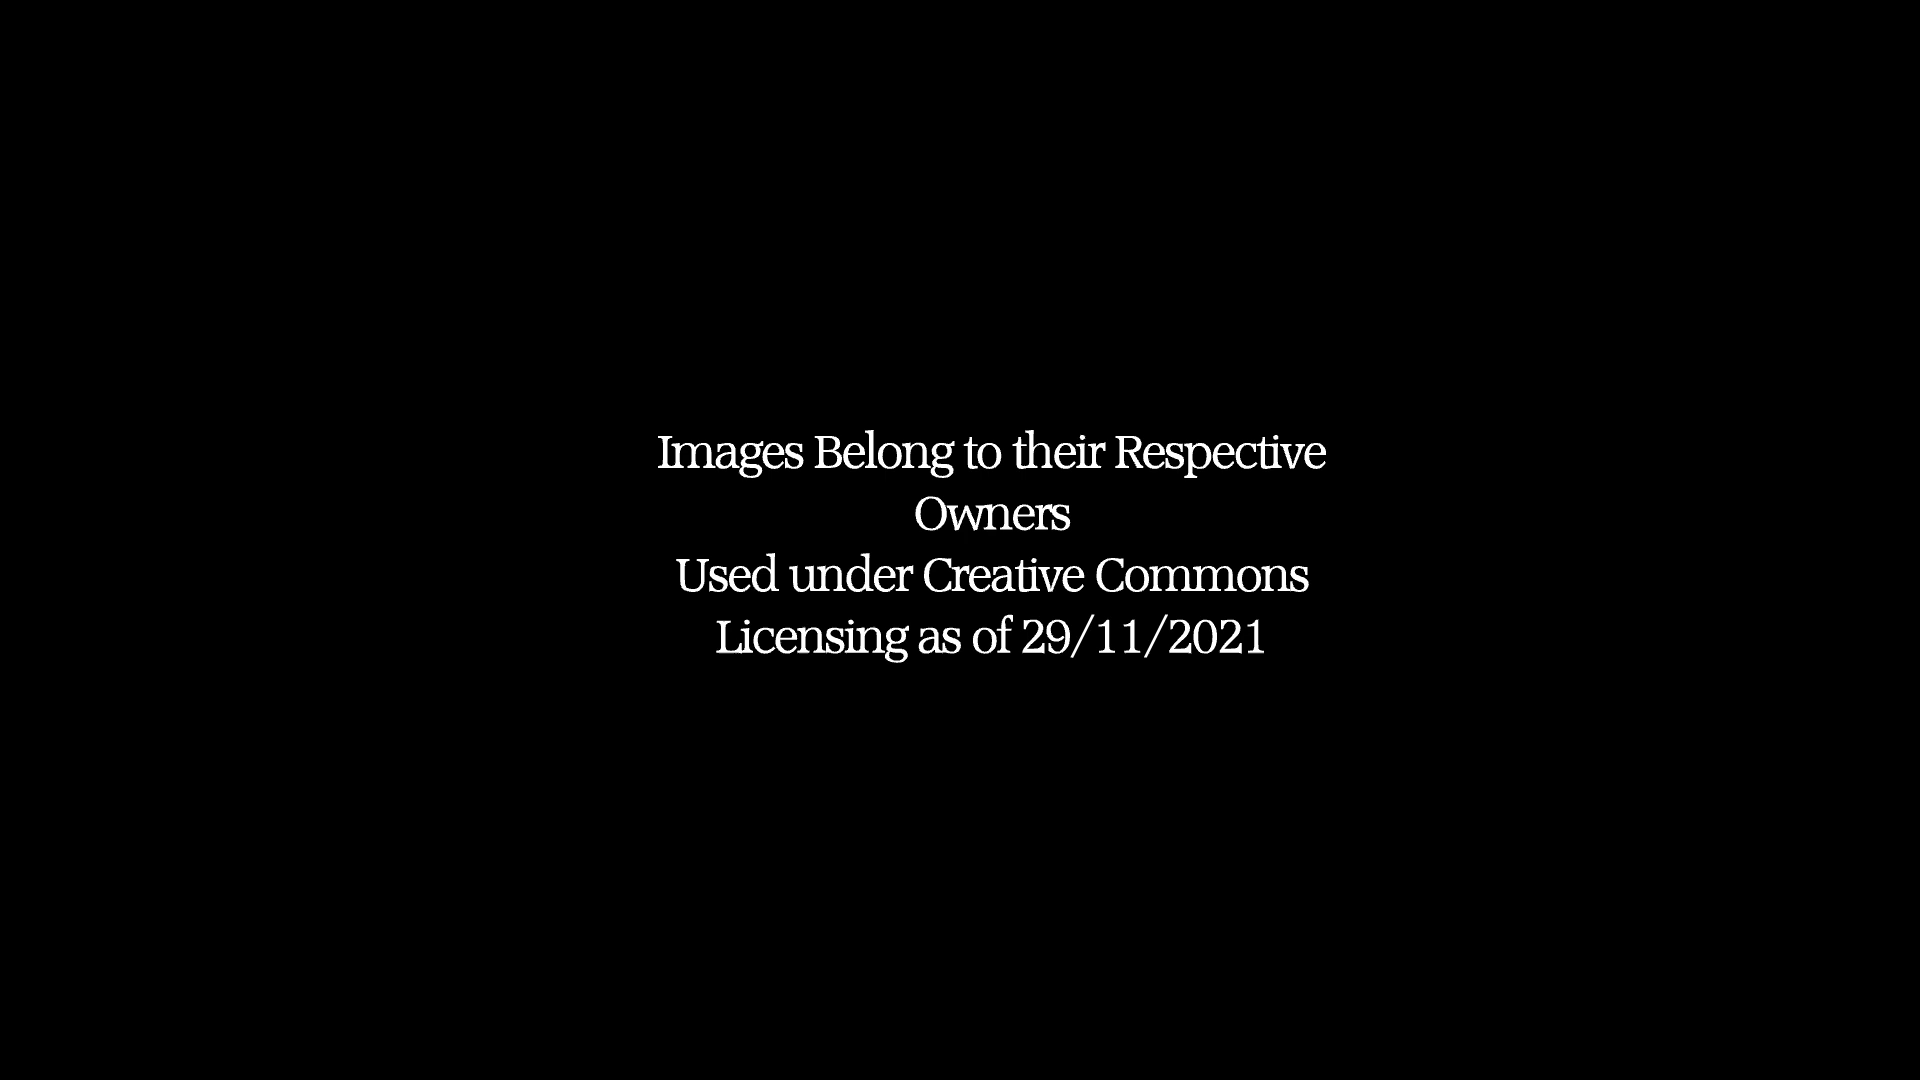 Images Belong to their Respective
Owners
Used under Creative Commons
Licensing as of 29/11/2021